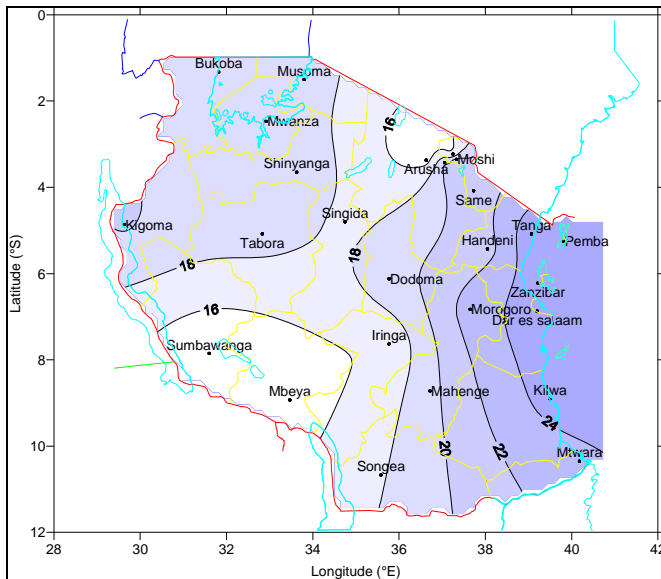 0
Bukoba
Musoma
2
16
Mwanza
Moshi
Arusha
Shinyanga
4
Same
Singida
Kigoma
Tanga
Tabora
Handeni
Pemba
18
16
6
Dodoma
Zanzibar
16
Morogoro
Dar es salaam
Iringa
Sumbawanga
8
Mbeya
Mahenge
Kilwa
24
10
20
22
Mtwara
Songea
12
28
30
32
34
36
38
40
42
Latitude (°S)
Longitude (°E)